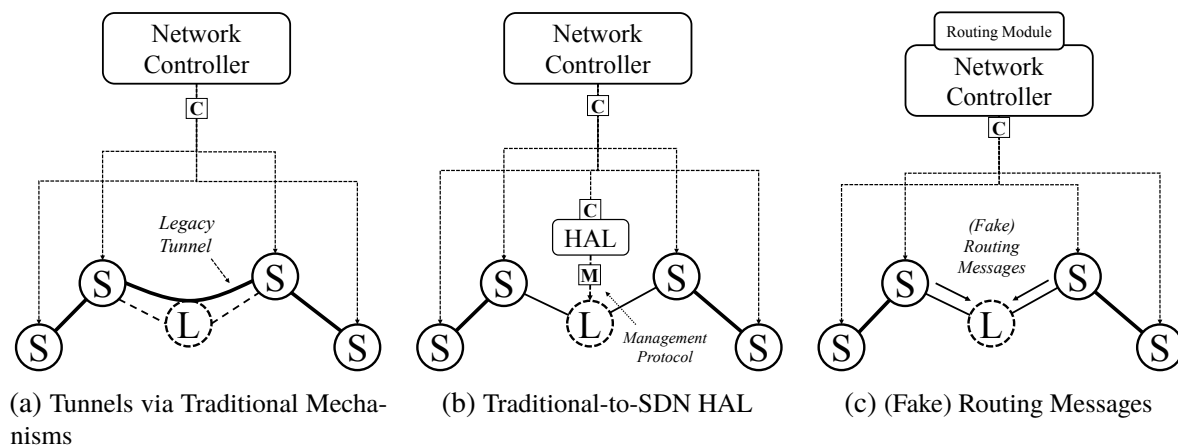 Network
Controller
C
Legacy
Tunnel
S
S
L
S
S
(a) Tunnels via Traditional Mecha-
nisms
Network
Controller
C
C
HAL
M
S
S
L
Management
Protocol
S
S
(b) Traditional-to-SDN HAL
Routing Module
Network
Controller
C
(Fake)
Routing
Messages
S
S
L
S
S
(c) (Fake) Routing Messages